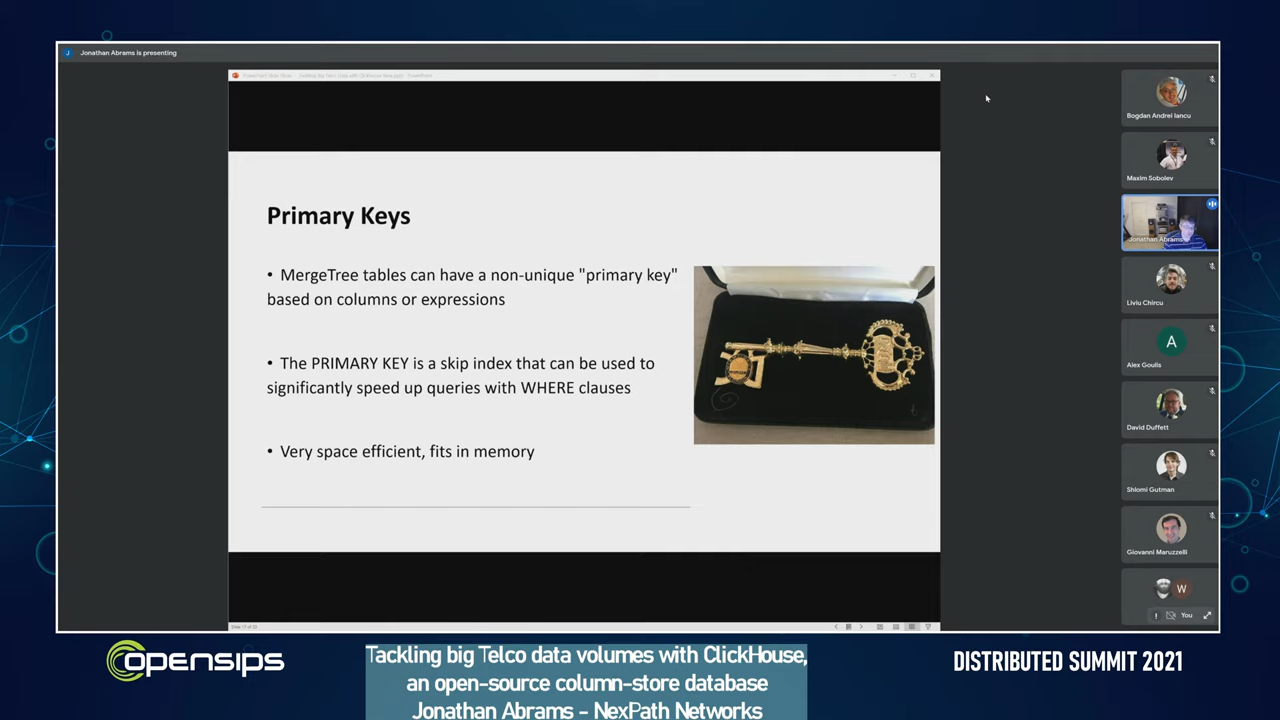 Jonathan Abrams is presenting
Primary Keys
• MergeTree tables can have a non-unique "primary key"
based on columns or expressions
• The PRIMARY KEY is a skip index that can be used to
significantly speed up queries with WHERE clauses
• Very space efficient, fits in memory
Bogdan Andrei Iancu
Maxim Sobolev
Jonathan Abrams
Liviu Chircu
A
Alex Goulis
David Duffett
Shlomi Gutman
Giovanni Maruzzelli
W
You
opensips
Tackling big Telco data volumes with ClickHouse,
an open-source column-store database
Jonathan Abrams - NexPath Networks
DISTRIBUTED SUMMIT 2021